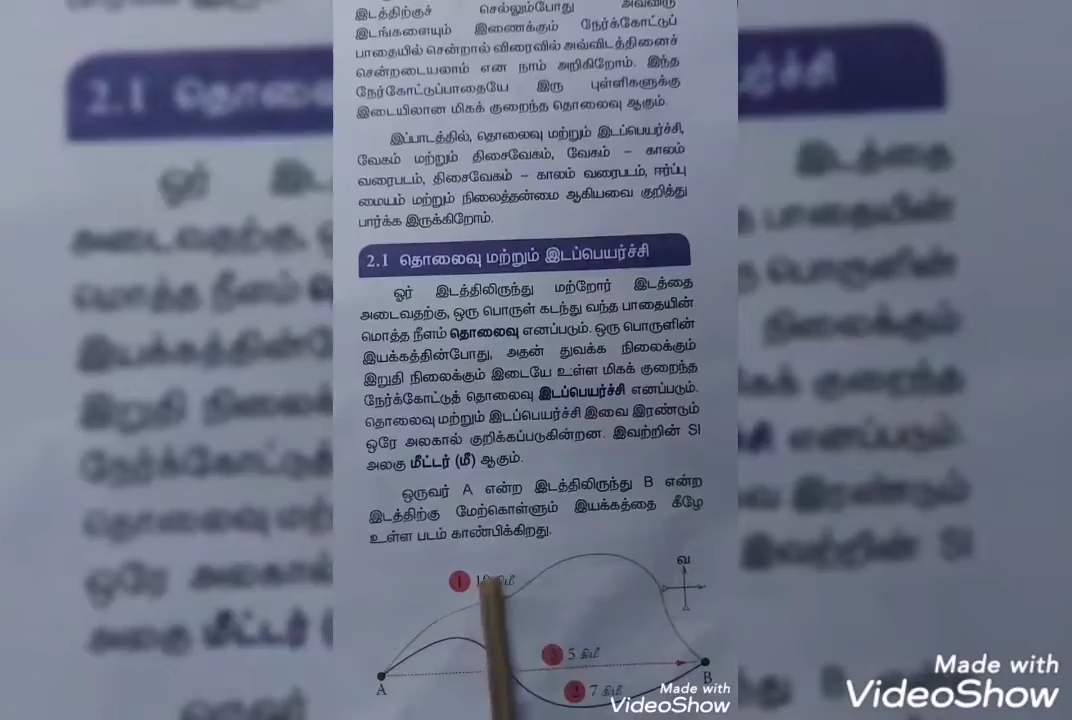 இடத்திற்குச் செல்லும்போது அவ்விரு
இடங்களையும் இணைக்கும் நேர்க்கோட்டுப்
பாதையில் சென்றால் விரைவில் அவ்விடத்தினைச்
சென்றடையலாம் என நாம் அறிகிறோம். இந்த
நேர்கோட்டுப்பாதையே இரு புள்ளிகளுக்கு
இடையிலான மிகக் குறைந்த தொலைவு ஆகும்.
இப்பாடத்தில், தொலைவு மற்றும் இடப்பெயர்ச்சி,
வேகம் மற்றும் திசைவேகம், வேகம் – காலம்
வரைபடம், திசைவேகம் – காலம் வரைபடம், ஈர்ப்பு
மையம் மற்றும் நிலைத்தன்மை ஆகியவை குறித்து
பார்க்க இருக்கிறோம்.
2.1 தொலைவு மற்றும் இடப்பெயர்ச்சி
ஓர் இடத்திலிருந்து மற்றோர் இடத்தை
அடைவதற்கு, ஒரு பொருள் கடந்து வந்த பாதையின்
மொத்த நீளம் தொலைவு எனப்படும். ஒரு பொருளின்
இயக்கத்தின்போது, அதன் துவக்க நிலைக்கும்
இறுதி நிலைக்கும் இடையே உள்ள மிகக் குறைந்த
நேர்க்கோட்டுத் தொலைவு இடப்பெயர்ச்சி எனப்படும்.
தொலைவு மற்றும் இடப்பெயர்ச்சி இவை இரண்டும்
ஒரே அலகால் குறிக்கப்படுகின்றன. இவற்றின் SI
அலகு மீட்டர் (மீ) ஆகும்.
ஒருவர் A என்ற இடத்திலிருந்து B என்ற
இடத்திற்கு மேற்கொள்ளும் இயக்கத்தை கீழே
உள்ள படம் காண்பிக்கிறது.
வ
1
3 5 கிமீ
A
B
2 7 கிமீ
Made with
VideoShow
Made with
VideoShow